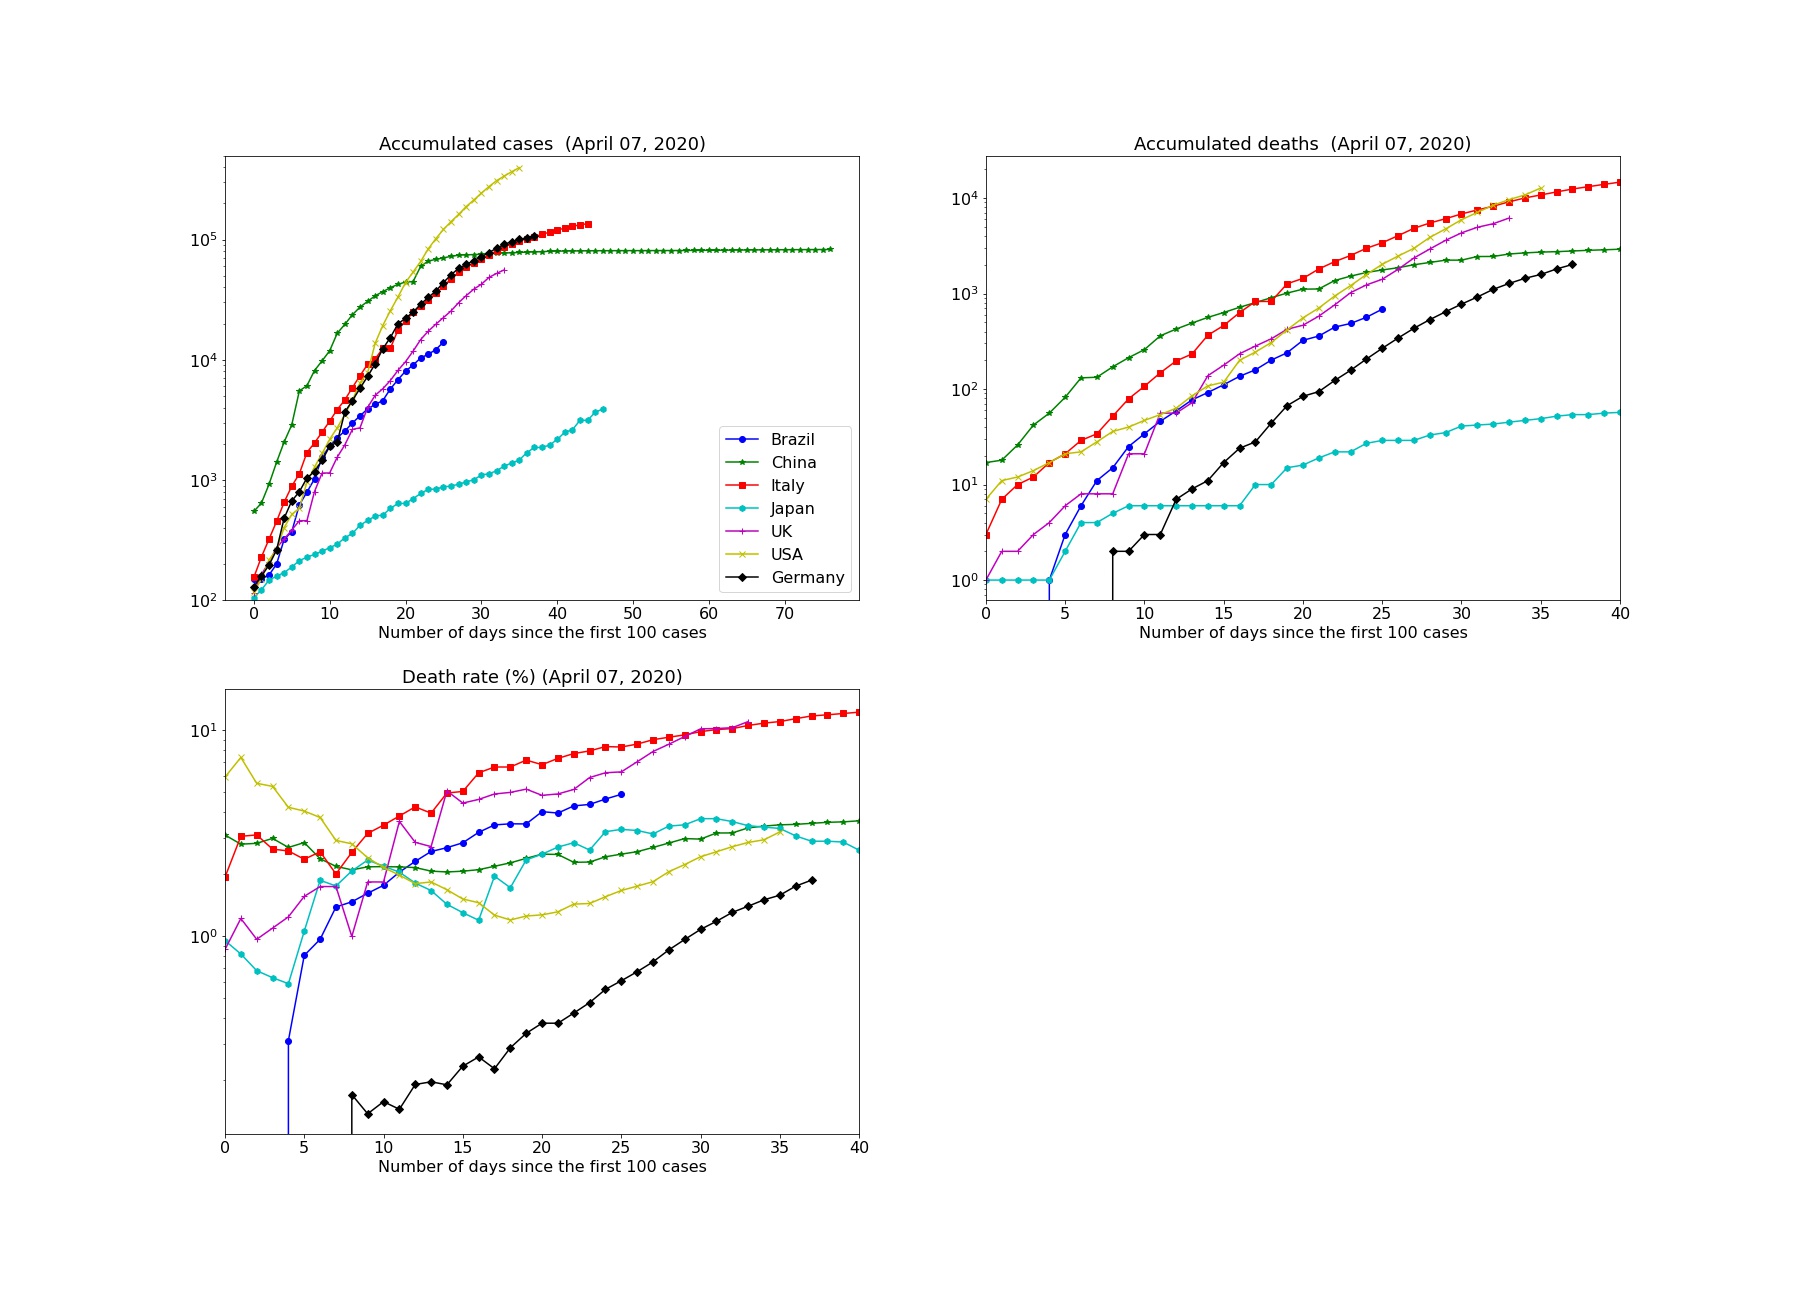 Accumulated cases  (April 07, 2020)
10^5
10^4
10^3
10^2
0 10 20 30 40 50 60 70
Number of days since the first 100 cases
Brazil
China
Italy
Japan
UK
USA
Germany
Accumulated deaths  (April 07, 2020)
10^4
10^3
10^2
10^1
10^0
0 5 10 15 20 25 30 35 40
Number of days since the first 100 cases
Death rate (%) (April 07, 2020)
10^1
10^0
0 5 10 15 20 25 30 35 40
Number of days since the first 100 cases